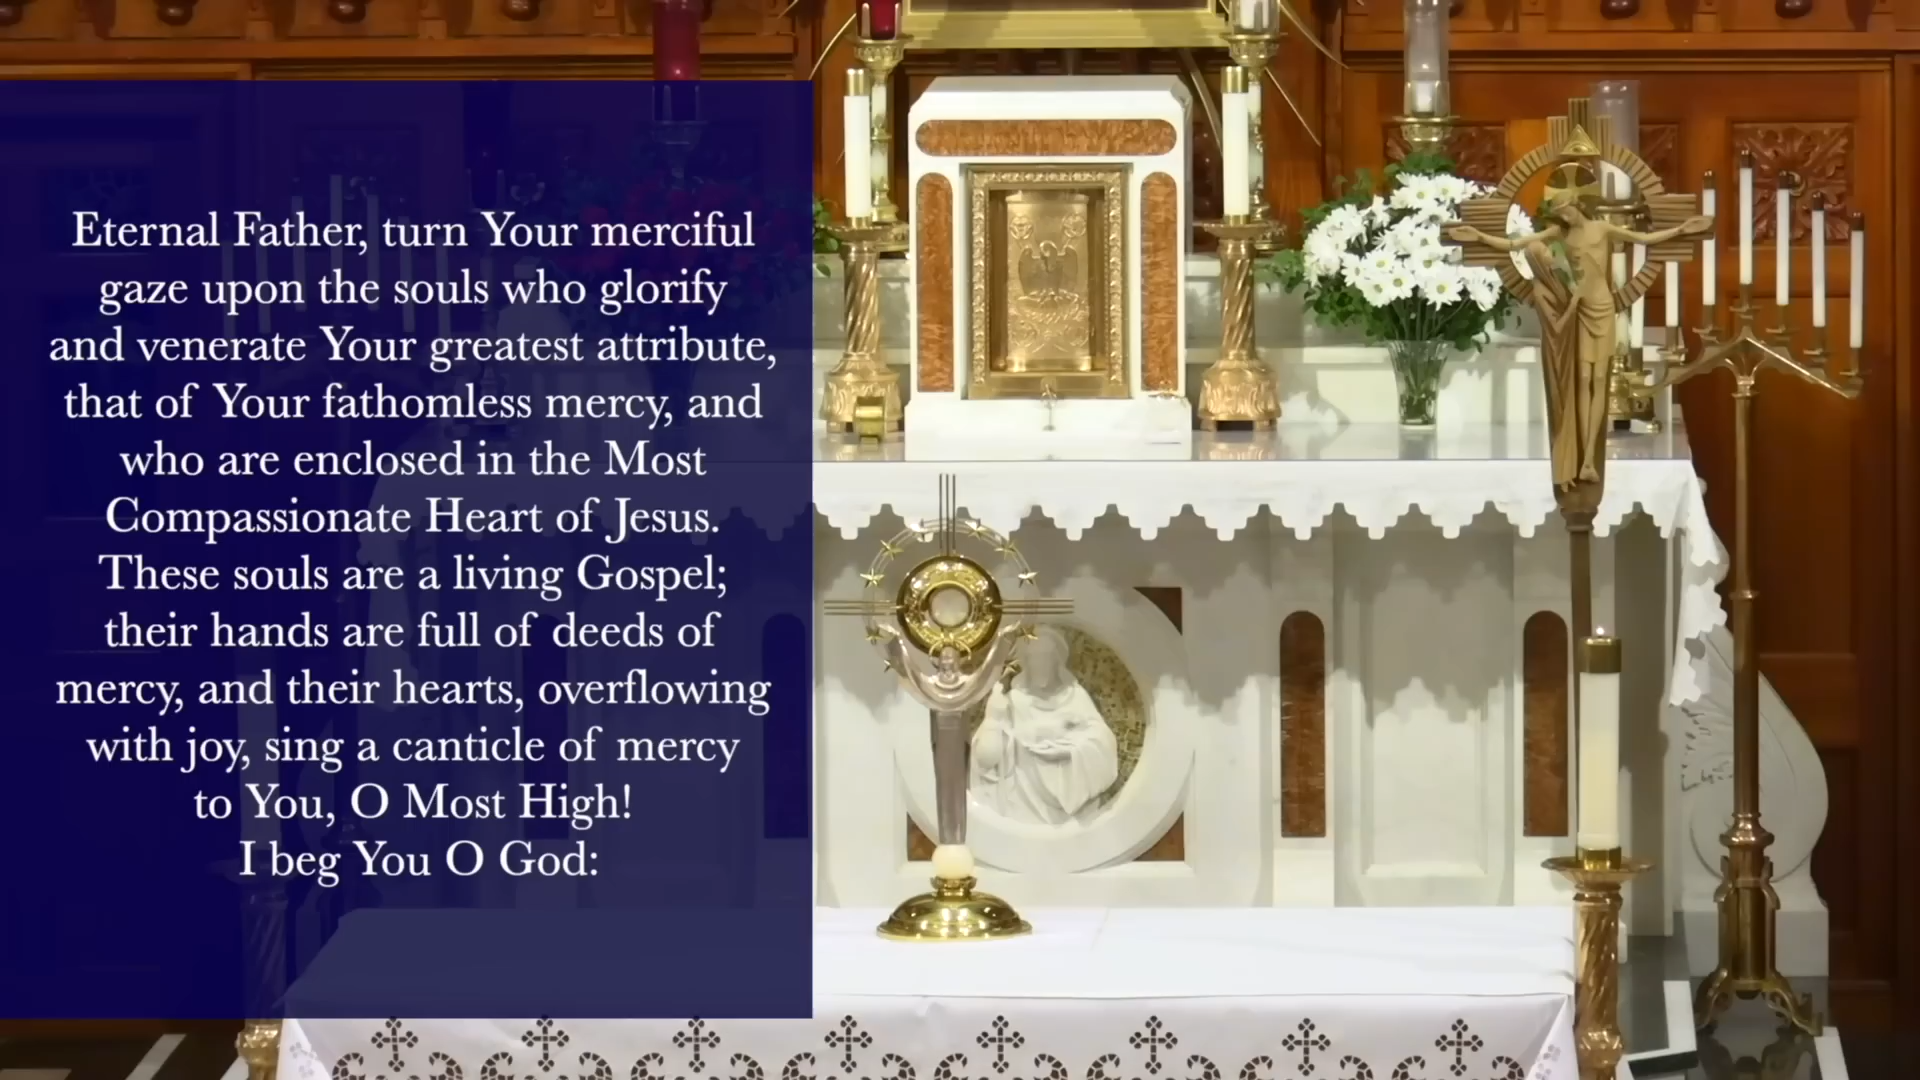 Eternal Father, turn Your merciful
gaze upon the souls who glorify
and venerate Your greatest attribute,
that of Your fathomless mercy, and
who are enclosed in the Most
Compassionate Heart of Jesus.
These souls are a living Gospel;
their hands are full of deeds of
mercy, and their hearts, overflowing
with joy, sing a canticle of mercy
to You, O Most High!
I beg You O God: